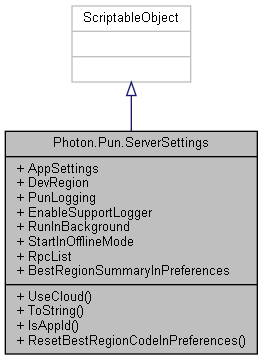 ScriptableObject
Photon.Pun.ServerSettings
+ AppSettings
+ DevRegion
+ PunLogging
+ EnableSupportLogger
+ RunInBackground
+ StartInOfflineMode
+ RpcList
+ BestRegionSummaryInPreferences
+ UseCloud()
+ ToString()
+ IsAppId()
+ ResetBestRegionCodeInPreferences()